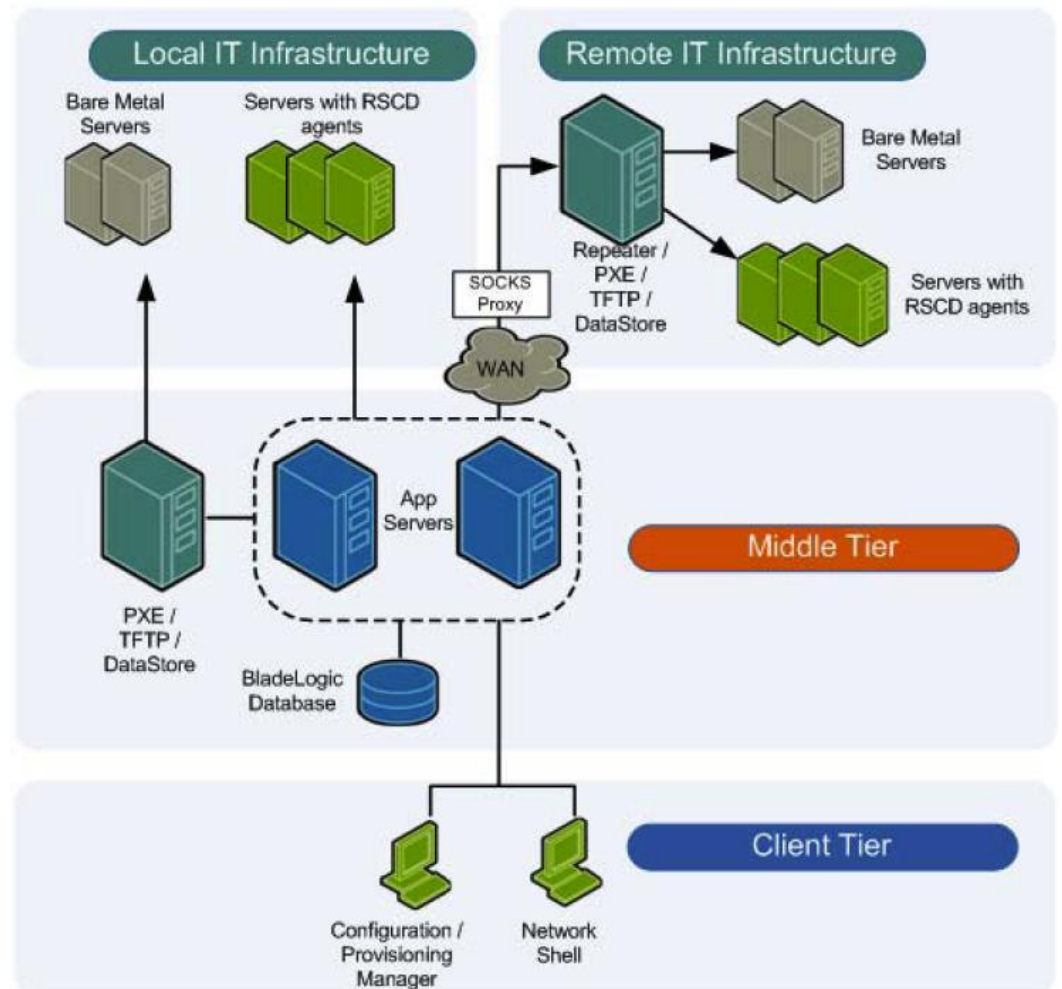 Local IT Infrastructure
Remote IT Infrastructure
Bare Metal
Servers
Servers with RSCD
agents
Bare Metal
Servers
Repeater /
PXE /
TFTP /
DataStore
SOCKS
Proxy
Servers with
RSCD agents
WAN
App
Servers
Middle Tier
PXE /
TFTP /
DataStore
BladeLogic
Database
Client Tier
Configuration /
Provisioning
Manager
Network
Shell